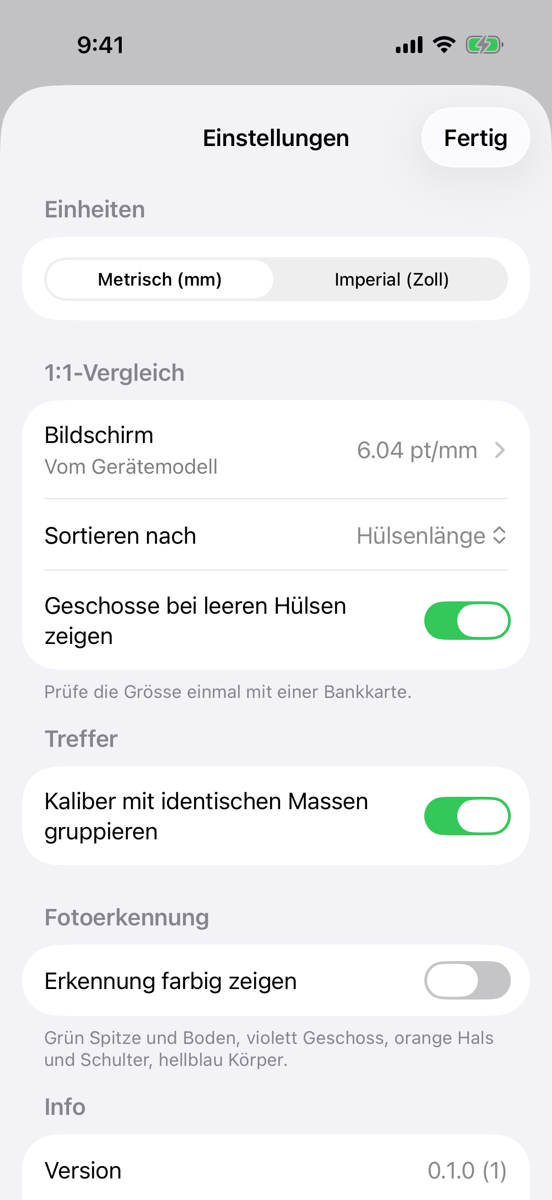 9:41
Einstellungen
Fertig
Einheiten
Metrisch (mm)
Imperial (Zoll)
1:1-Vergleich
Bildschirm
Vom Gerätemodell
6.04 pt/mm
Sortieren nach
Hülsenlänge
Geschosse bei leeren Hülsen
zeigen
Prüfe die Grösse einmal mit einer Bankkarte.
Treffer
Kaliber mit identischen Massen
gruppieren
Fotoerkennung
Erkennung farbig zeigen
Grün Spitze und Boden, violett Geschoss, orange Hals
und Schulter, hellblau Körper.
Info
Version
0.1.0 (1)